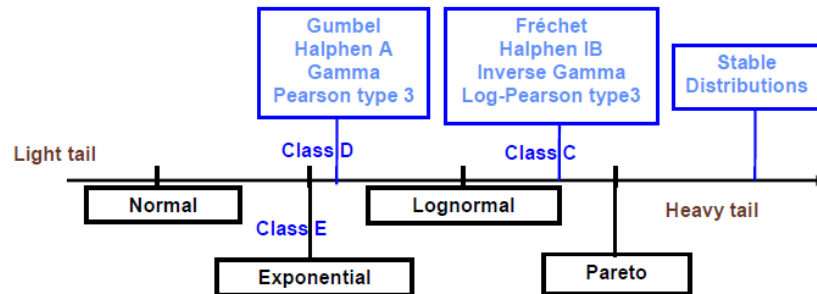 Gumbel
Halphen A
Gamma
Pearson type 3
Fréchet
Halphen IB
Inverse Gamma
Log-Pearson type3
Stable
Distributions
Light tail
Class D
Class C
Normal
Lognormal
Heavy tail
Class E
Exponential
Pareto